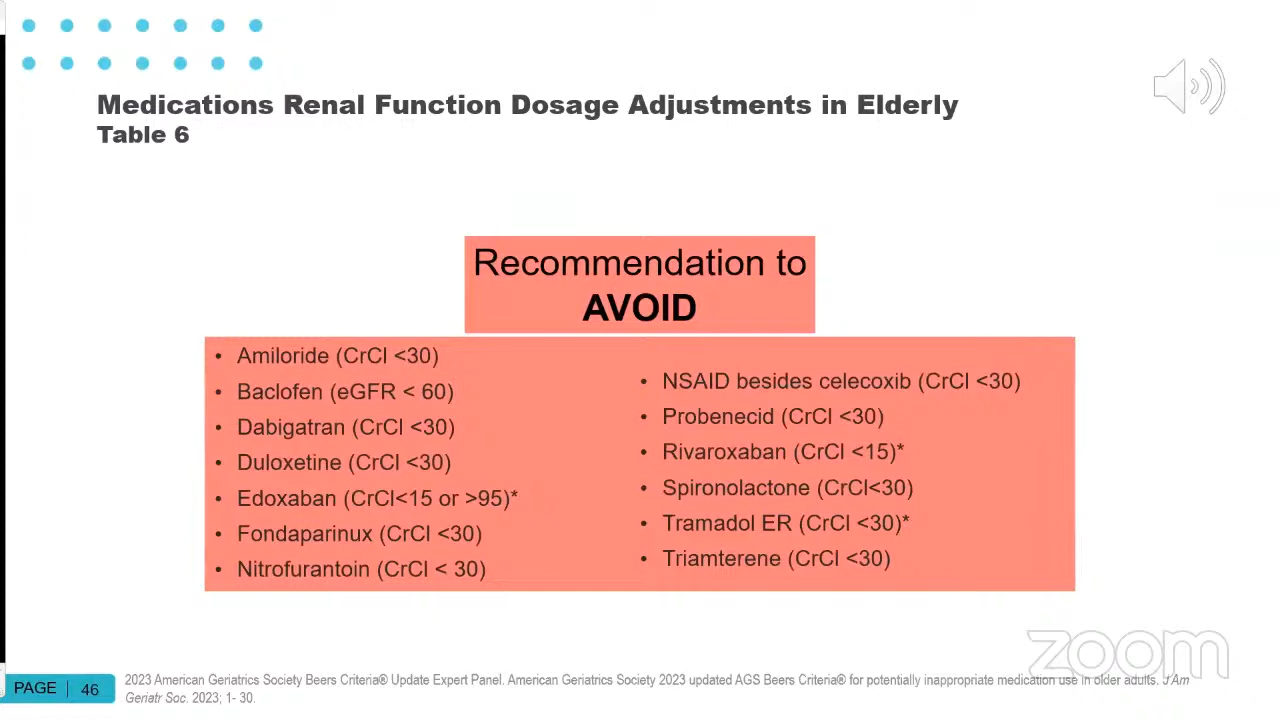 Medications Renal Function Dosage Adjustments in Elderly
Table 6
Recommendation to
AVOID
• Amiloride (CrCl <30)
• Baclofen (eGFR < 60)
• Dabigatran (CrCl <30)
• Duloxetine (CrCl <30)
• Edoxaban (CrCl<15 or >95)*
• Fondaparinux (CrCl <30)
• Nitrofurantoin (CrCl < 30)
• NSAID besides celecoxib (CrCl <30)
• Probenecid (CrCl <30)
• Rivaroxaban (CrCl <15)*
• Spironolactone (CrCl<30)
• Tramadol ER (CrCl <30)*
• Triamterene (CrCl <30)
zoom
PAGE | 46
2023 American Geriatrics Society Beers Criteria® Update Expert Panel. American Geriatrics Society 2023 updated AGS Beers Criteria® for potentially inappropriate medication use in older adults. J Am
Geriatr Soc. 2023; 1- 30.